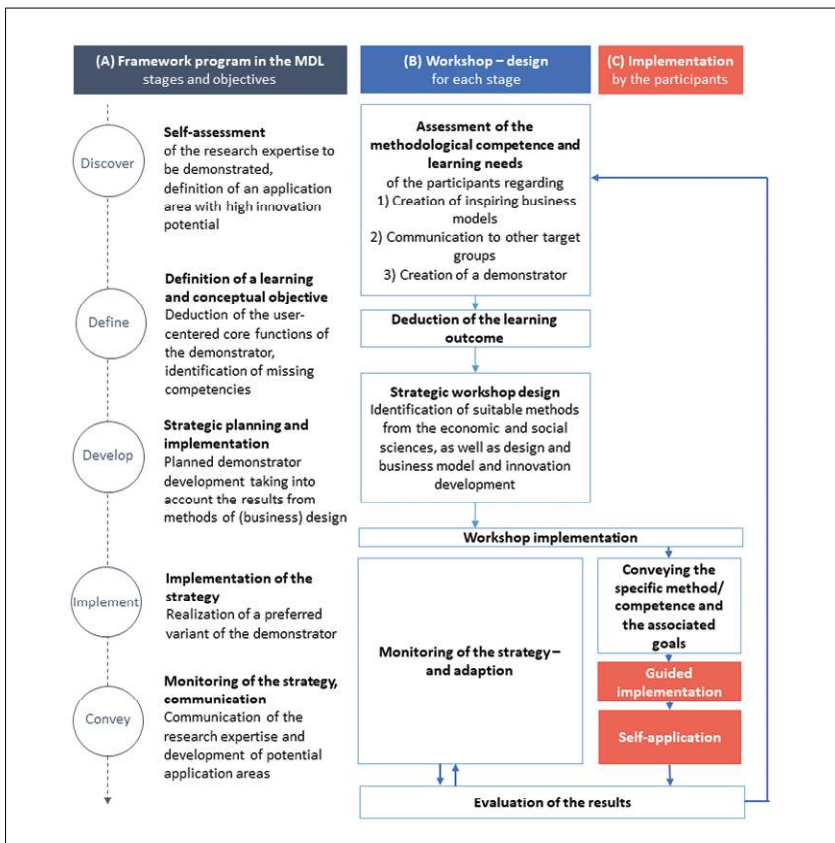 (A) Framework program in the MDL
stages and objectives
(B) Workshop – design
for each stage
(C) Implementation
by the participants
Discover
Self-assessment
of the research expertise to
be demonstrated,
definition of an application
area with high innovation
potential
Define
Definition of a learning
and conceptual objective
Deduction of the user-
centered core functions of
the demonstrator,
identification of missing
competencies
Develop
Strategic planning and
implementation
Planned demonstrator
development taking into
account the results from
methods of (business) design
Implement
Implementation of the
strategy
Realization of a preferred
variant of the demonstrator
Convey
Monitoring of the strategy,
communication
Communication of the
research expertise and
development of potential
application areas
Assessment of the
methodological competence and
learning needs
of the participants regarding
1) Creation of inspiring business
models
2) Communication to other target
groups
3) Creation of a demonstrator
Deduction of the learning
outcome
Strategic workshop design
Identification of suitable methods
from the economic and social
sciences, as well as design and
business model and innovation
development
Workshop implementation
Monitoring of the strategy –
and adaption
Conveying the
specific method/
competence and
the associated
goals
Guided
implementation
Self-application
Evaluation of the results